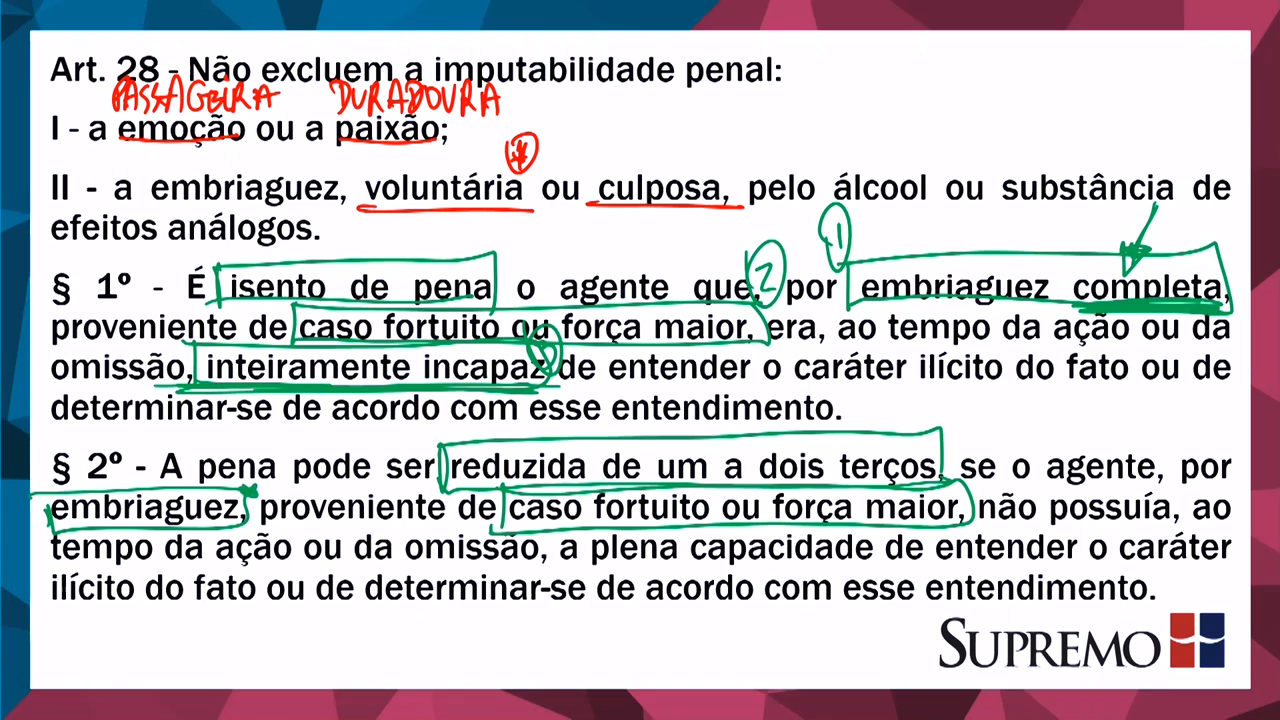 Art. 28 - Não excluem a imputabilidade penal:
PASSAGEIRA DURADOURA
I - a emoção ou a paixão;
II - a embriaguez, voluntária ou culposa, pelo álcool ou substância de
efeitos análogos.
1
2
§ 1º - É isento de pena o agente que, por embriaguez completa,
proveniente de caso fortuito ou força maior, era, ao tempo da ação ou da
omissão, inteiramente incapaz de entender o caráter ilícito do fato ou de
determinar-se de acordo com esse entendimento.
§ 2º - A pena pode ser reduzida de um a dois terços, se o agente, por
embriaguez, proveniente de caso fortuito ou força maior, não possuía, ao
tempo da ação ou da omissão, a plena capacidade de entender o caráter
ilícito do fato ou de determinar-se de acordo com esse entendimento.
SUPREMO